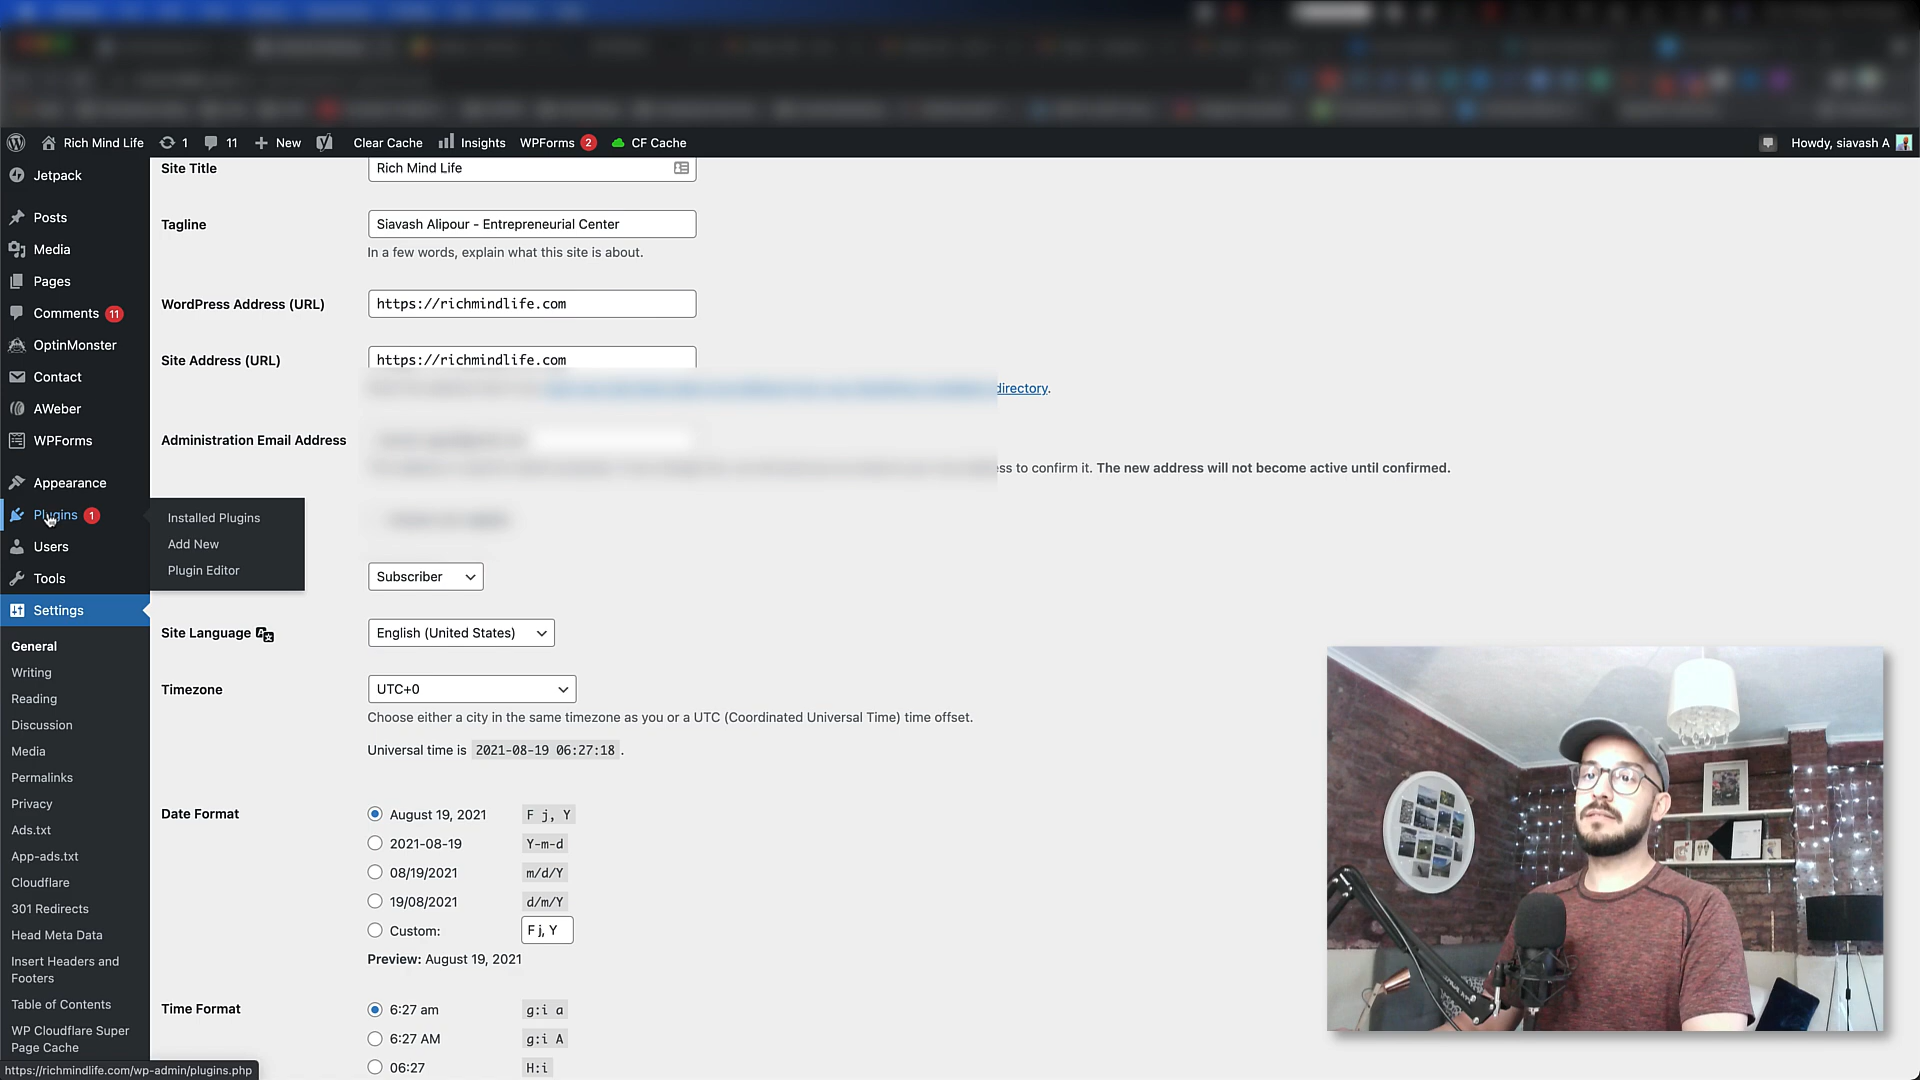 Rich Mind Life
1
11
New
Clear Cache
Insights
WPForms 2
CF Cache
Howdy, siavash A
Jetpack
Posts
Media
Pages
Comments 11
OptinMonster
Contact
AWeber
WPForms
Appearance
Plugins 1
Installed Plugins
Add New
Plugin Editor
Users
Tools
Settings
General
Writing
Reading
Discussion
Media
Permalinks
Privacy
Ads.txt
App-ads.txt
Cloudflare
301 Redirects
Head Meta Data
Insert Headers and
Footers
Table of Contents
WP Cloudflare Super
Page Cache
https://richmindlife.com/wp-admin/plugins.php
Site Title
Rich Mind Life
Tagline
Siavash Alipour - Entrepreneurial Center
In a few words, explain what this site is about.
WordPress Address (URL)
https://richmindlife.com
Site Address (URL)
https://richmindlife.com
directory.
Administration Email Address
to confirm it. The new address will not become active until confirmed.
Subscriber
Site Language
English (United States)
Timezone
UTC+0
Choose either a city in the same timezone as you or a UTC (Coordinated Universal Time) time offset.
Universal time is 2021-08-19 06:27:18 .
Date Format
August 19, 2021 F j, Y
2021-08-19 Y-m-d
08/19/2021 m/d/Y
19/08/2021 d/m/Y
Custom: F j, Y
Preview: August 19, 2021
Time Format
6:27 am g:i a
6:27 AM g:i A
06:27 H:i